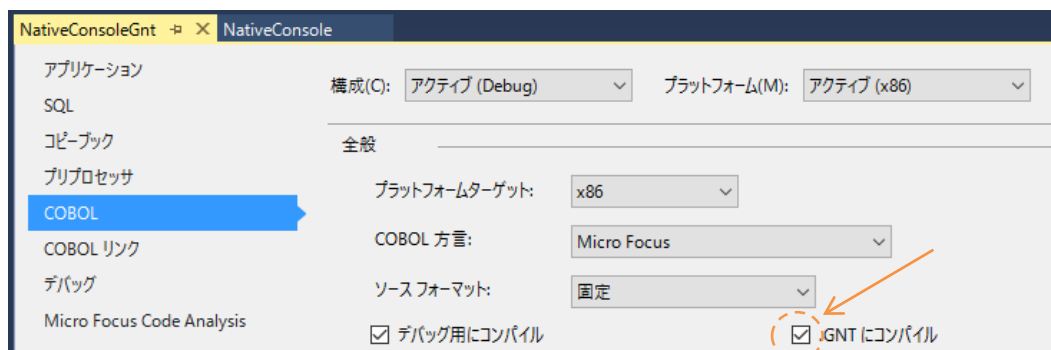 NativeConsoleGnt NativeConsole
アプリケーション
構成(C): アクティブ (Debug) プラットフォーム(M): アクティブ (x86)
SQL
コピーブック
全般
プリプロセッサ
プラットフォームターゲット: x86
COBOL
COBOL 方言: Micro Focus
COBOL リンク
デバッグ
ソース フォーマット: 固定
Micro Focus Code Analysis
デバッグ用にコンパイル .GNT にコンパイル